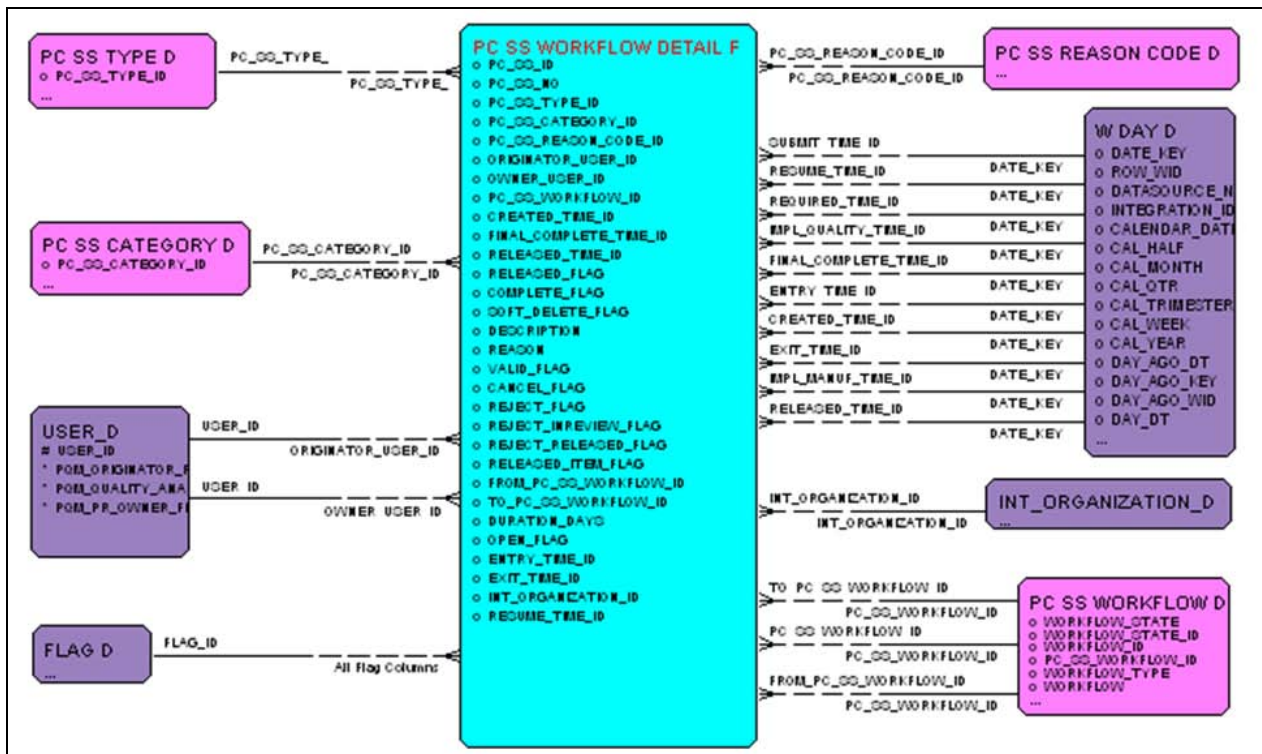 PC SS TYPE D
o PC_SS_TYPE_ID
...
PC_SS_TYPE_
PC_SS_TYPE_
PC SS CATEGORY D
o PC_SS_CATEGORY_ID
...
PC_SS_CATEGORY_ID
PC_SS_CATEGORY_ID
USER_D
# USER_ID
* PQM_ORIGINATOR_F
* PQM_QUALITY_ANA
* PQM_PR_OWNER_FI
USER_ID
ORIGINATOR_USER_ID
USER ID
OWNER USER ID
FLAG D
...
FLAG_ID
All Flag Columns
PC SS WORKFLOW DETAIL F
o PC_SS_ID
o PC_SS_NO
o PC_SS_TYPE_ID
o PC_SS_CATEGORY_ID
o PC_SS_REASON_CODE_ID
o ORIGINATOR_USER_ID
o OWNER_USER_ID
o PC_SS_WORKFLOW_ID
o CREATED_TIME_ID
o FINAL_COMPLETE_TIME_ID
o RELEASED_TIME_ID
o RELEASED_FLAG
o COMPLETE_FLAG
o SOFT_DELETE_FLAG
o DESCRIPTION
o REASON
o VALID_FLAG
o CANCEL_FLAG
o REJECT_FLAG
o REJECT_INREVIEW_FLAG
o REJECT_RELEASED_FLAG
o RELEASED_ITEM_FLAG
o FROM_PC_SS_WORKFLOW_ID
o TO_PC_SS_WORKFLOW_ID
o DURATION_DAYS
o OPEN_FLAG
o ENTRY_TIME_ID
o EXIT_TIME_ID
o INT_ORGANIZATION_ID
o RESUME_TIME_ID
PC_SS_REASON_CODE_ID
PC_SS_REASON_CODE_ID
PC SS REASON CODE D
...
SUBMIT TIME ID
DATE_KEY
RESUME_TIME_ID
DATE_KEY
REQUIRED_TIME_ID
DATE_KEY
IMPL_QUALITY_TIME_ID
DATE_KEY
FINAL_COMPLETE_TIME_ID
DATE_KEY
ENTRY TIME ID
DATE_KEY
CREATED_TIME_ID
DATE_KEY
EXIT_TIME_ID
DATE_KEY
IMPL_MANUF_TIME_ID
DATE_KEY
RELEASED_TIME_ID
DATE_KEY
W DAY D
o DATE_KEY
o ROW_WID
o DATASOURCE_N
o INTEGRATION_ID
o CALENDAR_DATE
o CAL_HALF
o CAL_MONTH
o CAL_QTR
o CAL_TRIMESTER
o CAL_WEEK
o CAL_YEAR
o DAY_AGO_DT
o DAY_AGO_KEY
o DAY_AGO_WID
o DAY_DT
...
INT_ORGANIZATION_ID
INT_ORGANIZATION_ID
INT_ORGANIZATION_D
...
TO PC SS WORKFLOW ID
PC_SS_WORKFLOW_ID
PC SS WORKFLOW ID
PC_SS_WORKFLOW_ID
FROM_PC_SS_WORKFLOW_ID
PC_SS_WORKFLOW_ID
PC SS WORKFLOW D
o WORKFLOW_STATE
o WORKFLOW_STATE_ID
o WORKFLOW_ID
o PC_SS_WORKFLOW_ID
o WORKFLOW_TYPE
o WORKFLOW
...